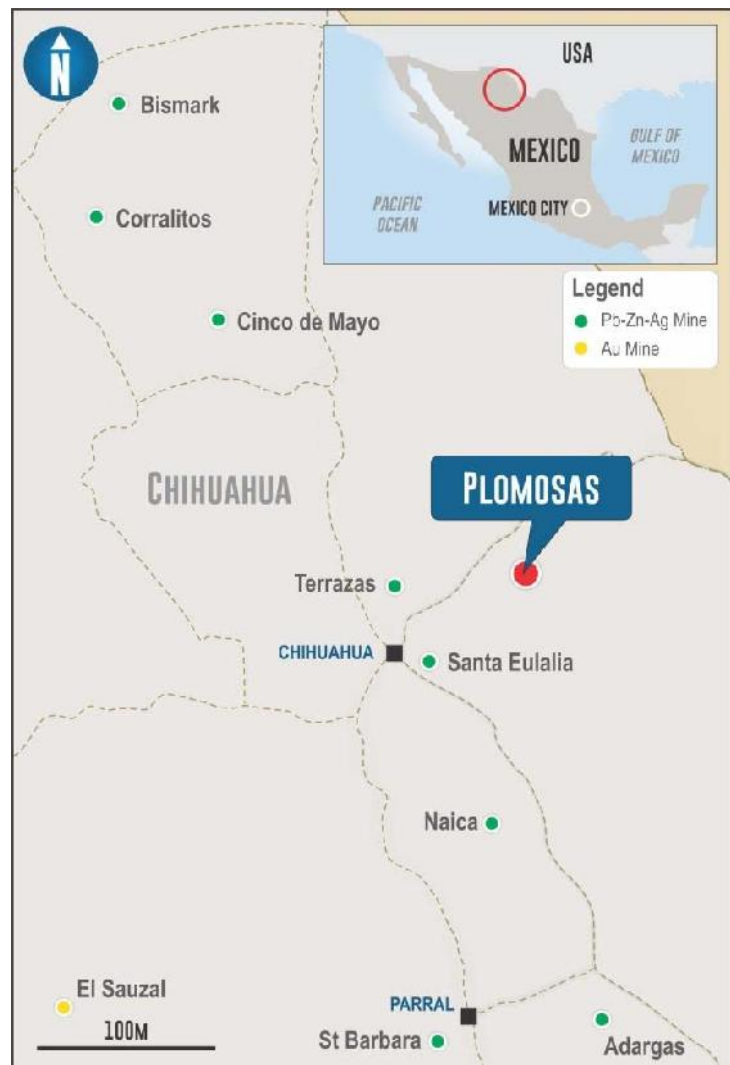 N
USA
Bismark
MEXICO
GULF OF
MEXICO
Corralitos
PACIFIC
OCEAN
MEXICO CITY
Legend
Pb-Zn-Ag Mine
Au Mine
Cinco de Mayo
CHIHUAHUA
PLOMOSAS
Terrazas
CHIHUAHUA
Santa Eulalia
Naica
El Sauzal
100M
PARRAL
St Barbara
Adargas